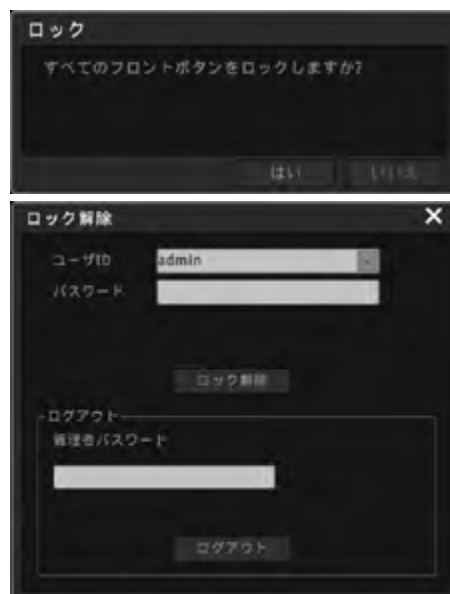 ロック
すべてのフロントボタンをロックしますか?
はい
いいえ
ロック解除
ユーザID
admin
パスワード
ロック解除
ログアウト
管理者パスワード
ログアウト